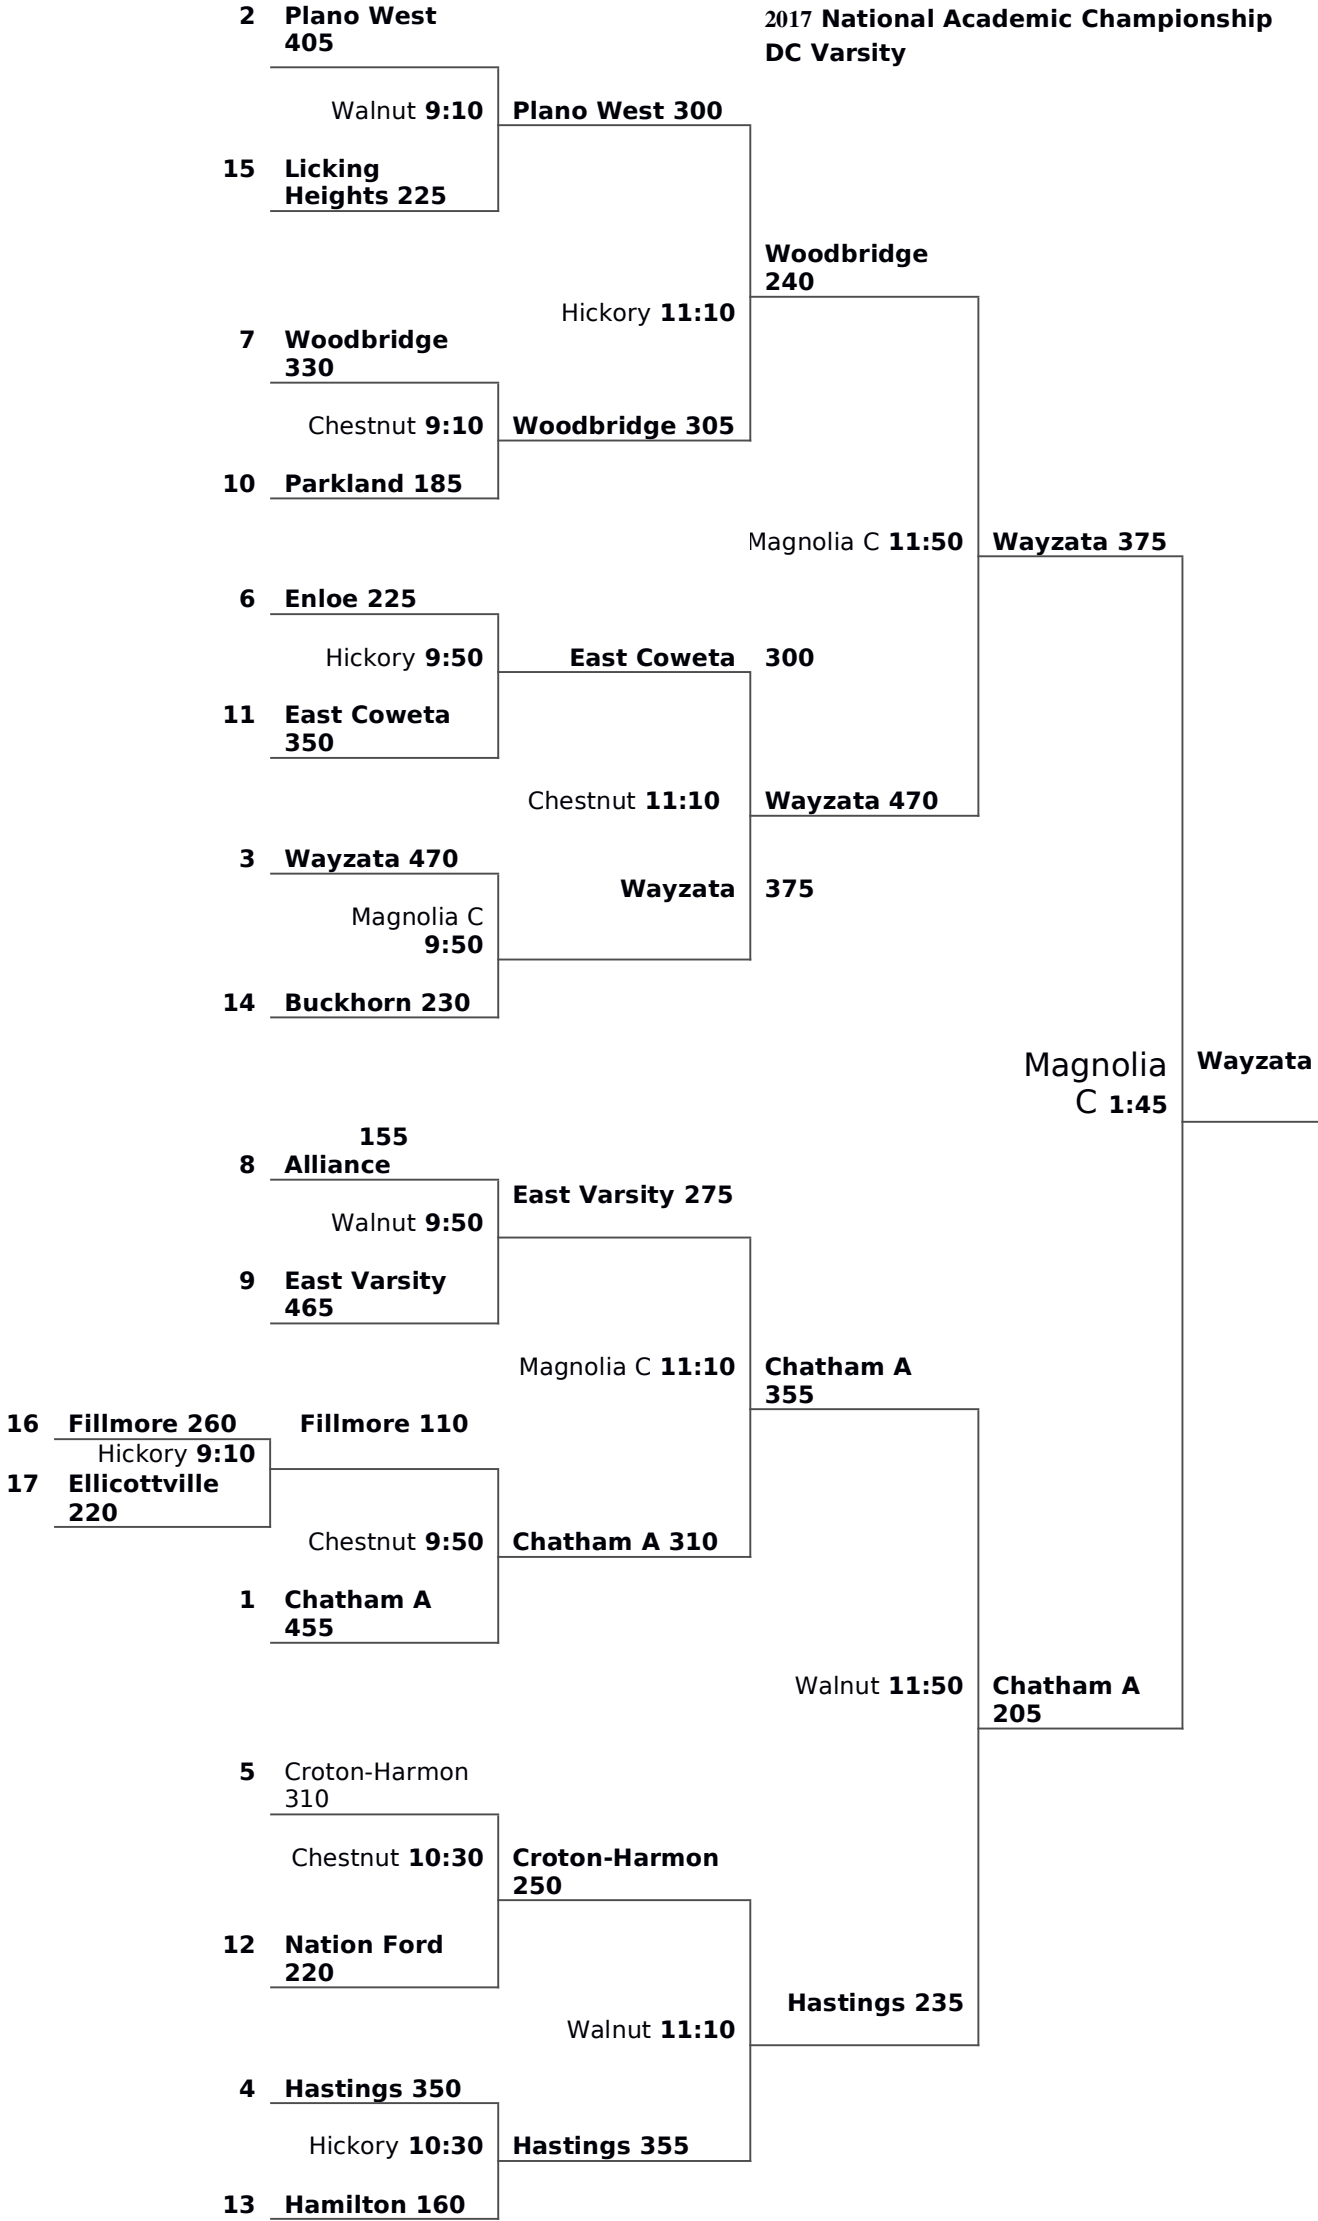 2 Plano West
405
2017 National Academic Championship
DC Varsity
Walnut 9:10
Plano West 300
15 Licking
Heights 225
Woodbridge
240
Hickory 11:10
7 Woodbridge
330
Chestnut 9:10
Woodbridge 305
10 Parkland 185
Magnolia C 11:50
Wayzata 375
6 Enloe 225
Hickory 9:50
East Coweta 300
11 East Coweta
350
Chestnut 11:10
Wayzata 470
3 Wayzata 470
Wayzata 375
Magnolia C
9:50
14 Buckhorn 230
Magnolia
C 1:45
Wayzata
155
8 Alliance
East Varsity 275
Walnut 9:50
9 East Varsity
465
Magnolia C 11:10
Chatham A
355
16 Fillmore 260
Fillmore 110
Hickory 9:10
17 Ellicottville
220
Chestnut 9:50
Chatham A 310
1 Chatham A
455
Walnut 11:50
Chatham A
205
5 Croton-Harmon
310
Chestnut 10:30
Croton-Harmon
250
12 Nation Ford
220
Hastings 235
Walnut 11:10
4 Hastings 350
Hickory 10:30
Hastings 355
13 Hamilton 160